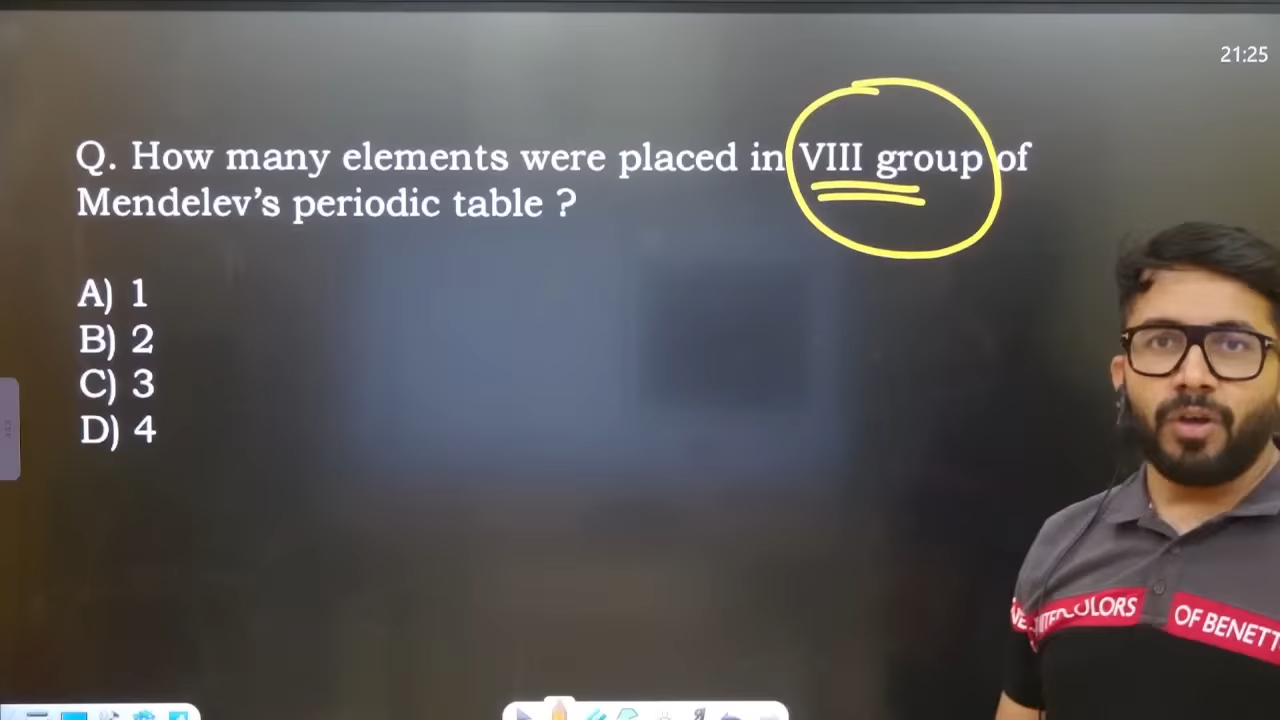 21:25
Q. How many elements were placed in VIII group of
Mendelev’s periodic table ?
A) 1
B) 2
C) 3
D) 4
OF BENETT